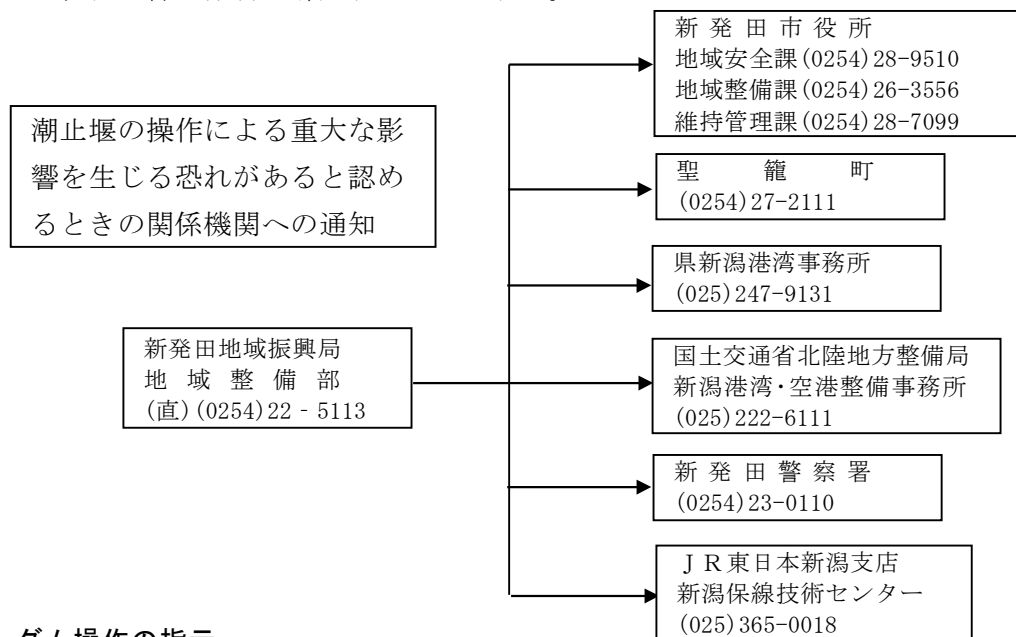 潮止堰の操作による重大な影
響を生じる恐れがあると認め
るときの関係機関への通知
新発田地域振興局
地域整備部
(直)(0254)22‐5113
新発田市役所
地域安全課(0254)28-9510
地域整備課(0254)26-3556
維持管理課(0254)28-7099
聖籠町
(0254)27-2111
県新潟港湾事務所
(025)247-9131
国土交通省北陸地方整備局
新潟港湾・空港整備事務所
(025)222-6111
新発田警察署
(0254)23-0110
ＪＲ東日本新潟支店
新潟保線技術センター
(025)365-0018
ダム操作の指示